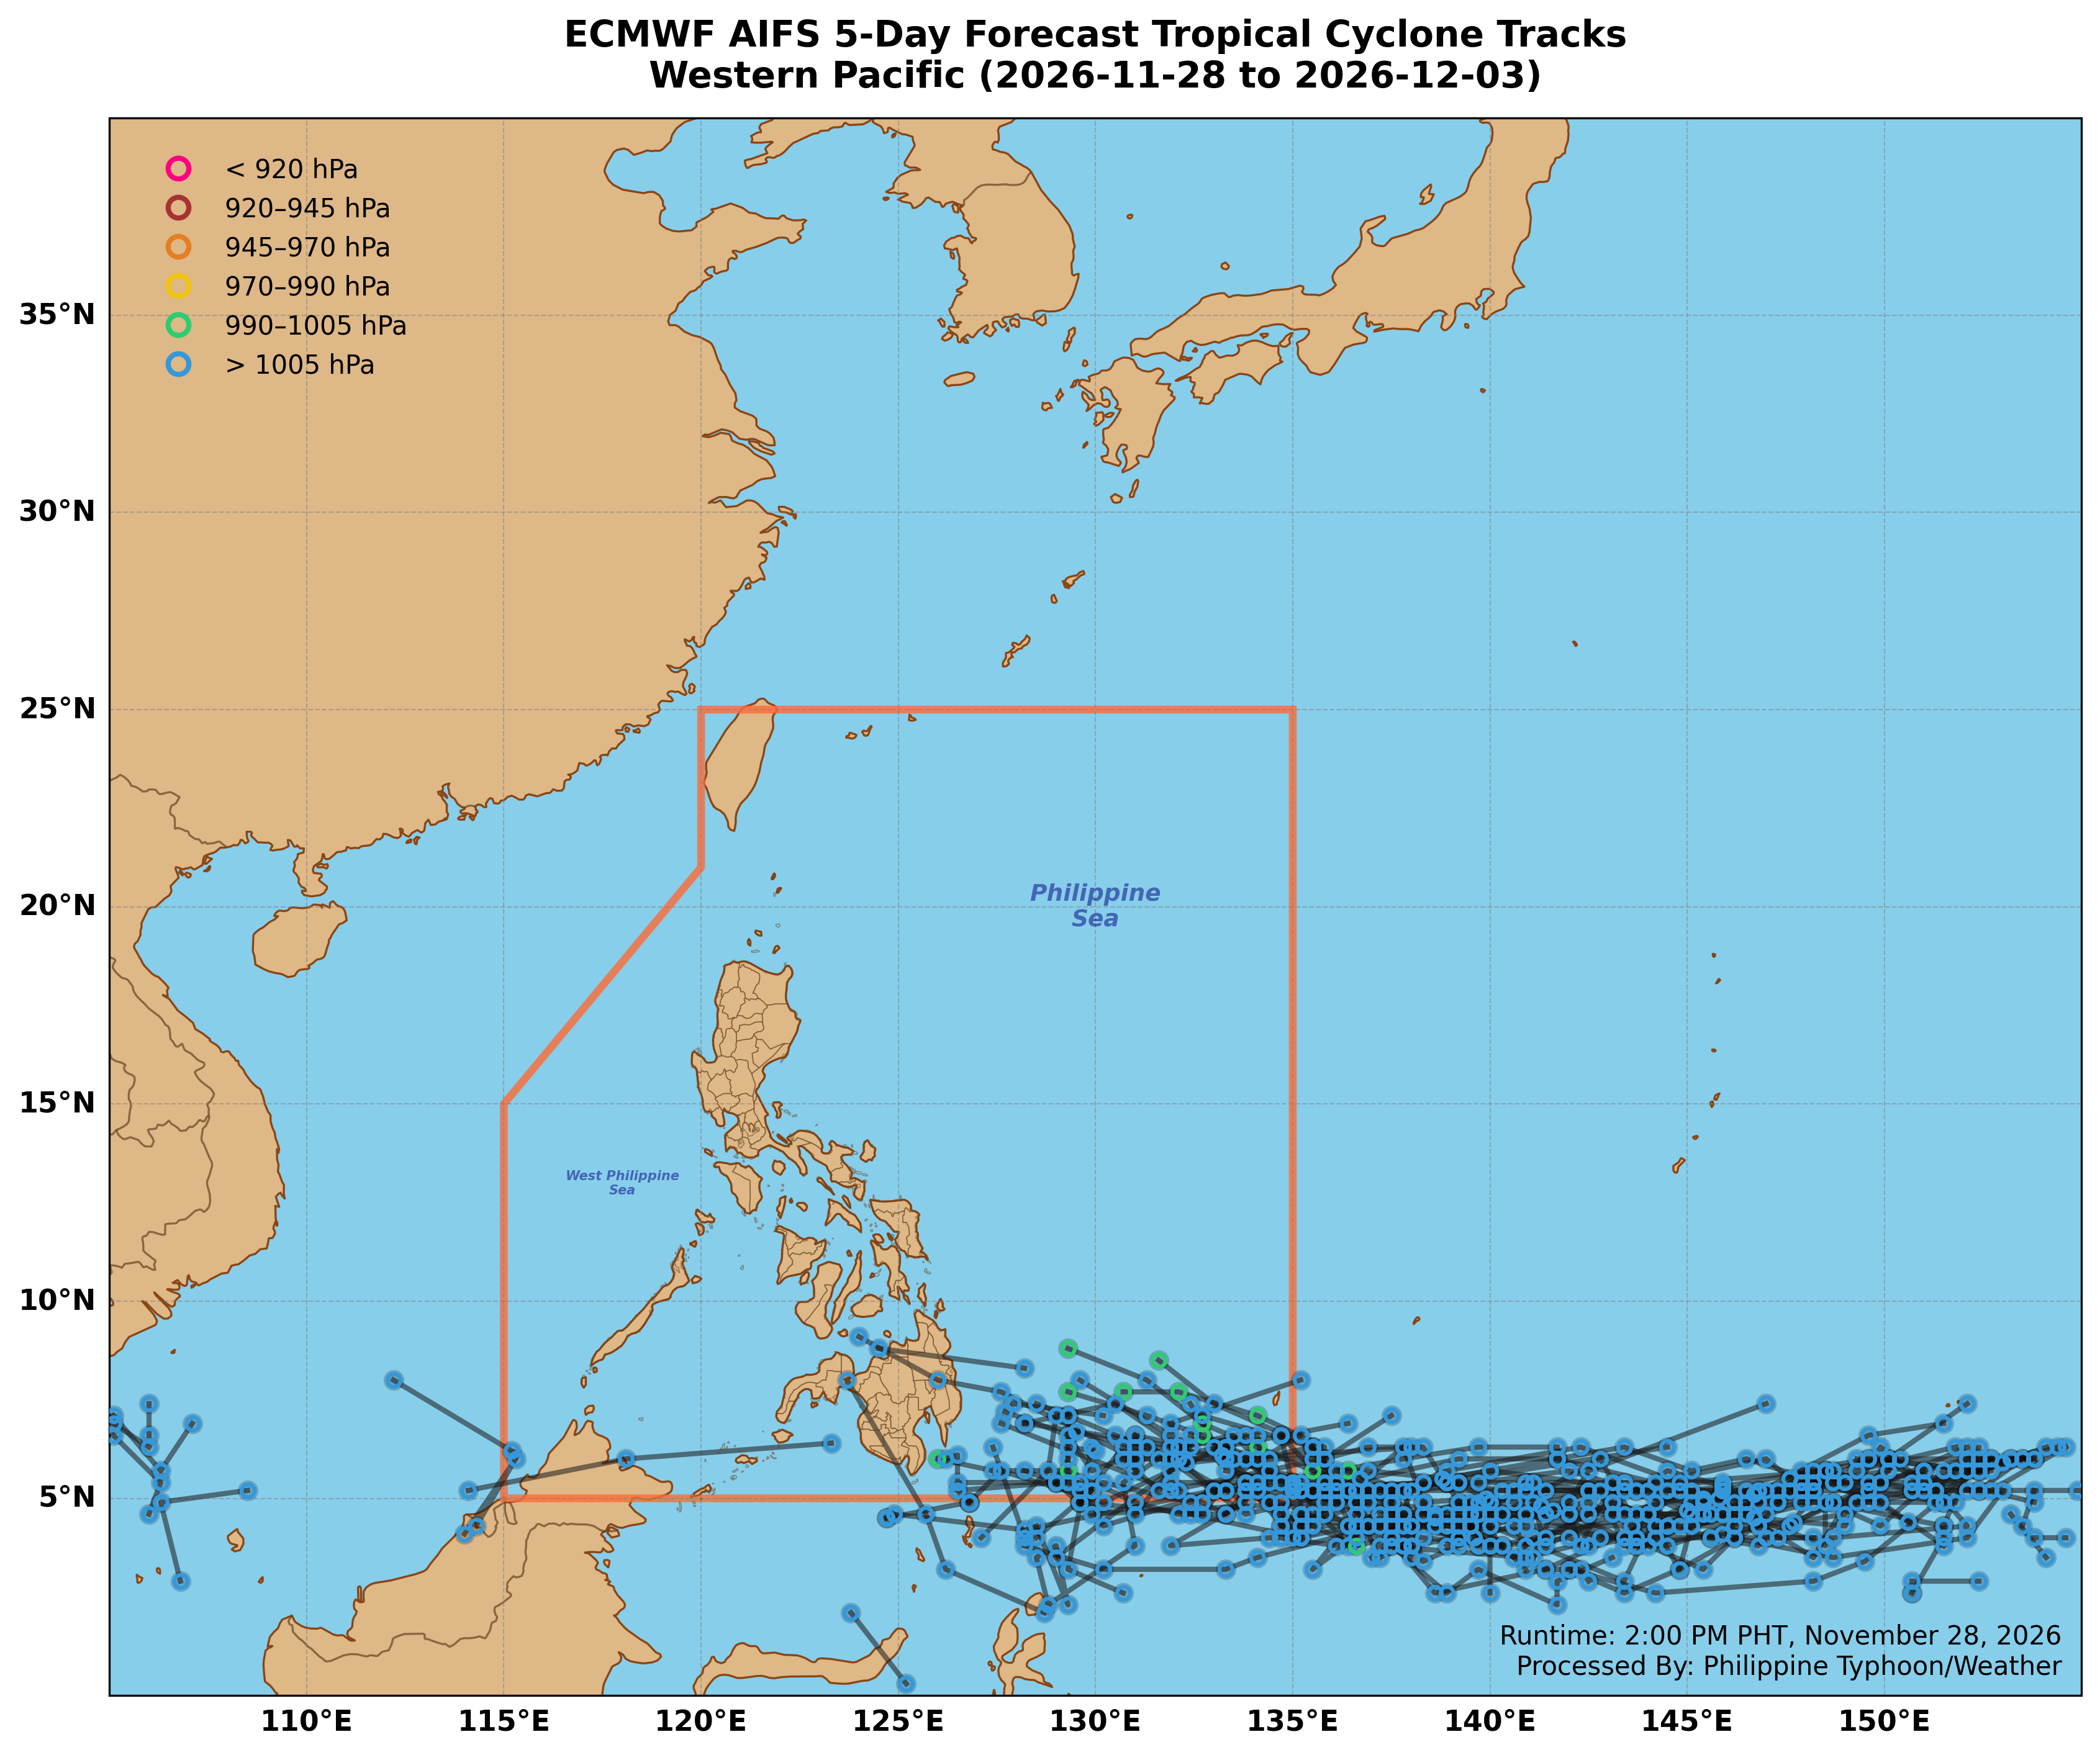 ECMWF AIFS 5-Day Forecast Tropical Cyclone Tracks
Western Pacific (2026-11-28 to 2026-12-03)
< 920 hPa
920–945 hPa
945–970 hPa
970–990 hPa
990–1005 hPa
> 1005 hPa
35°N
30°N
25°N
20°N
15°N
10°N
5°N
Philippine
Sea
West Philippine
Sea
Runtime: 2:00 PM PHT, November 28, 2026
Processed By: Philippine Typhoon/Weather
110°E
115°E
120°E
125°E
130°E
135°E
140°E
145°E
150°E